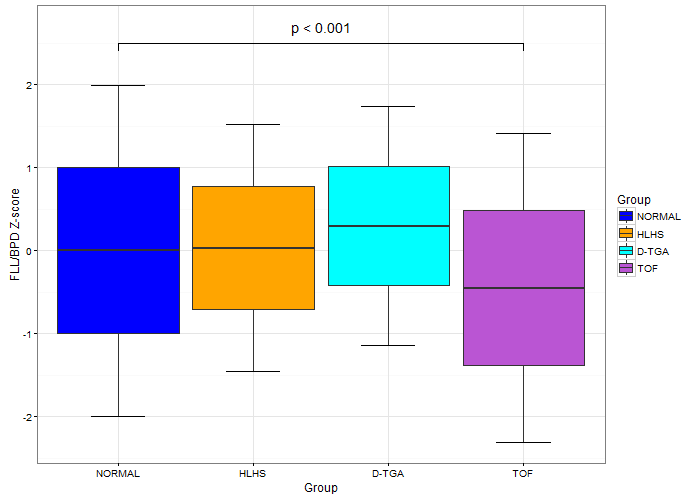 p < 0.001
FLL/BPD Z-score
2
1
0
-1
-2
NORMAL
HLHS
D-TGA
TOF
Group
Group
NORMAL
HLHS
D-TGA
TOF